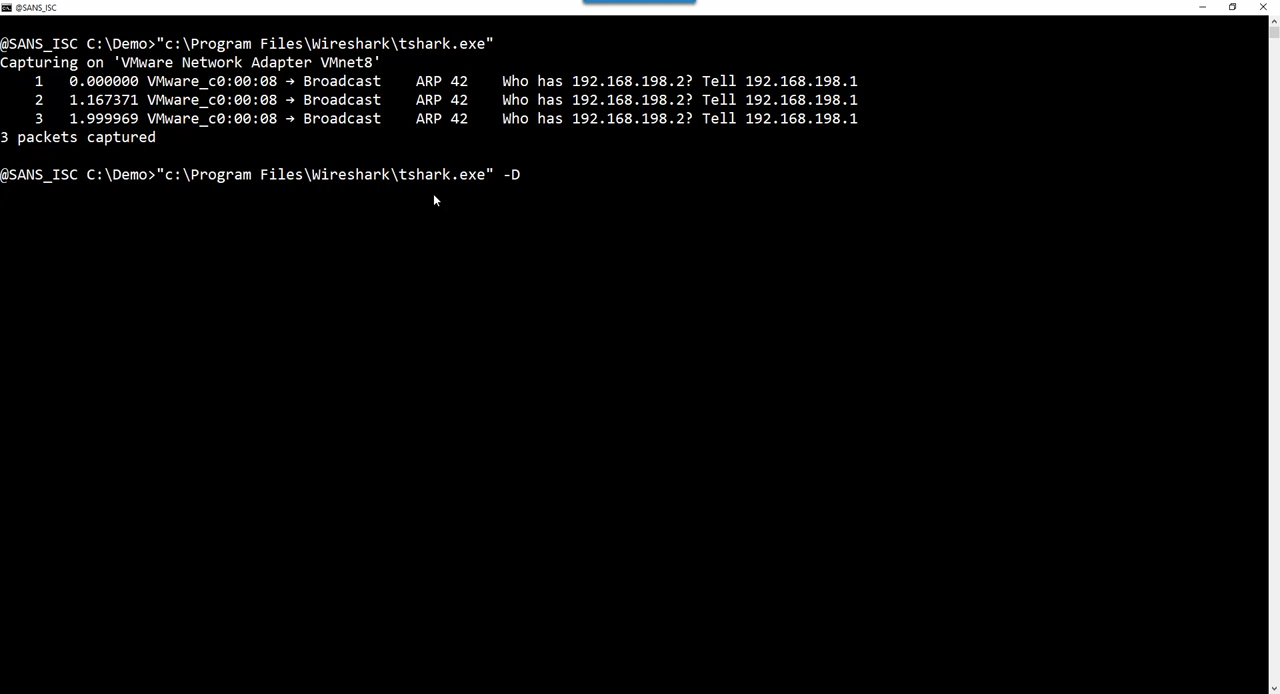 @SANS_ISC
@SANS_ISC C:\Demo>"c:\Program Files\Wireshark\tshark.exe"
Capturing on 'VMware Network Adapter VMnet8'
    1   0.000000 VMware_c0:00:08 → Broadcast    ARP 42    Who has 192.168.198.2? Tell 192.168.198.1
    2   1.167371 VMware_c0:00:08 → Broadcast    ARP 42    Who has 192.168.198.2? Tell 192.168.198.1
    3   1.999969 VMware_c0:00:08 → Broadcast    ARP 42    Who has 192.168.198.2? Tell 192.168.198.1
3 packets captured
@SANS_ISC C:\Demo>"c:\Program Files\Wireshark\tshark.exe" -D